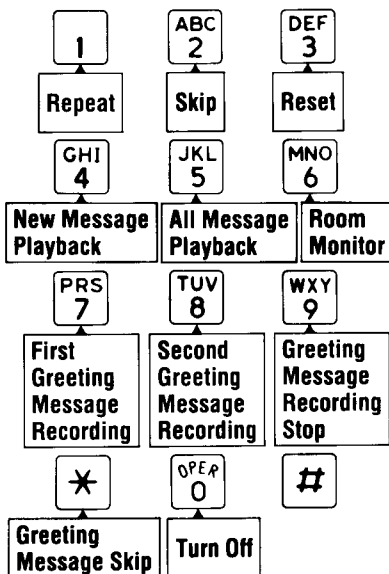 1
ABC
2
DEF
3
Repeat
Skip
Reset
GHI
4
JKL
5
MNO
6
New Message
Playback
All Message
Playback
Room
Monitor
PRS
7
TUV
8
WXY
9
First
Greeting
Message
Recording
Second
Greeting
Message
Recording
Greeting
Message
Recording
Stop
*
OPER
0
#
Greeting
Message Skip
Turn Off